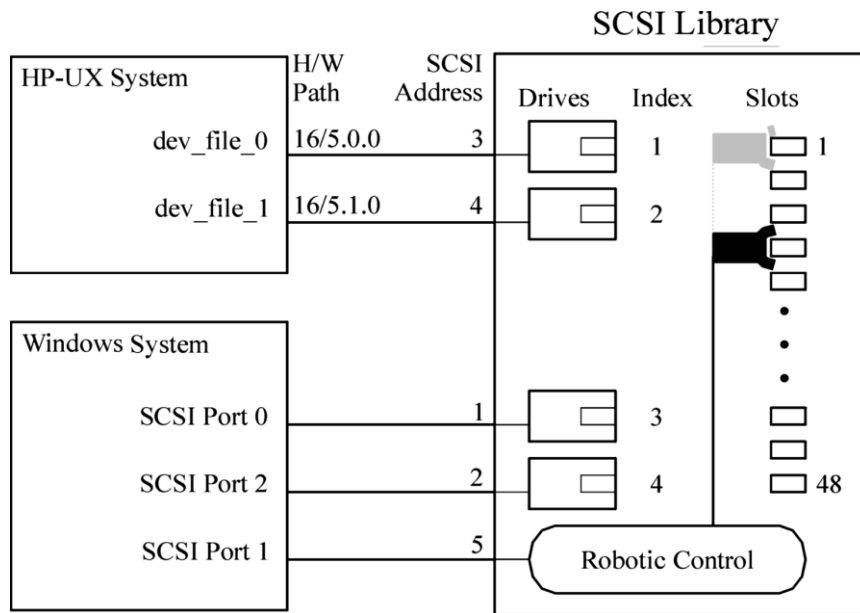 SCSI Library
HP-UX System
H/W Path
SCSI Address
Drives
Index
Slots
dev_file_0
16/5.0.0
3
1
1
dev_file_1
16/5.1.0
4
2
Windows System
SCSI Port 0
1
3
SCSI Port 2
2
4
48
SCSI Port 1
5
Robotic Control